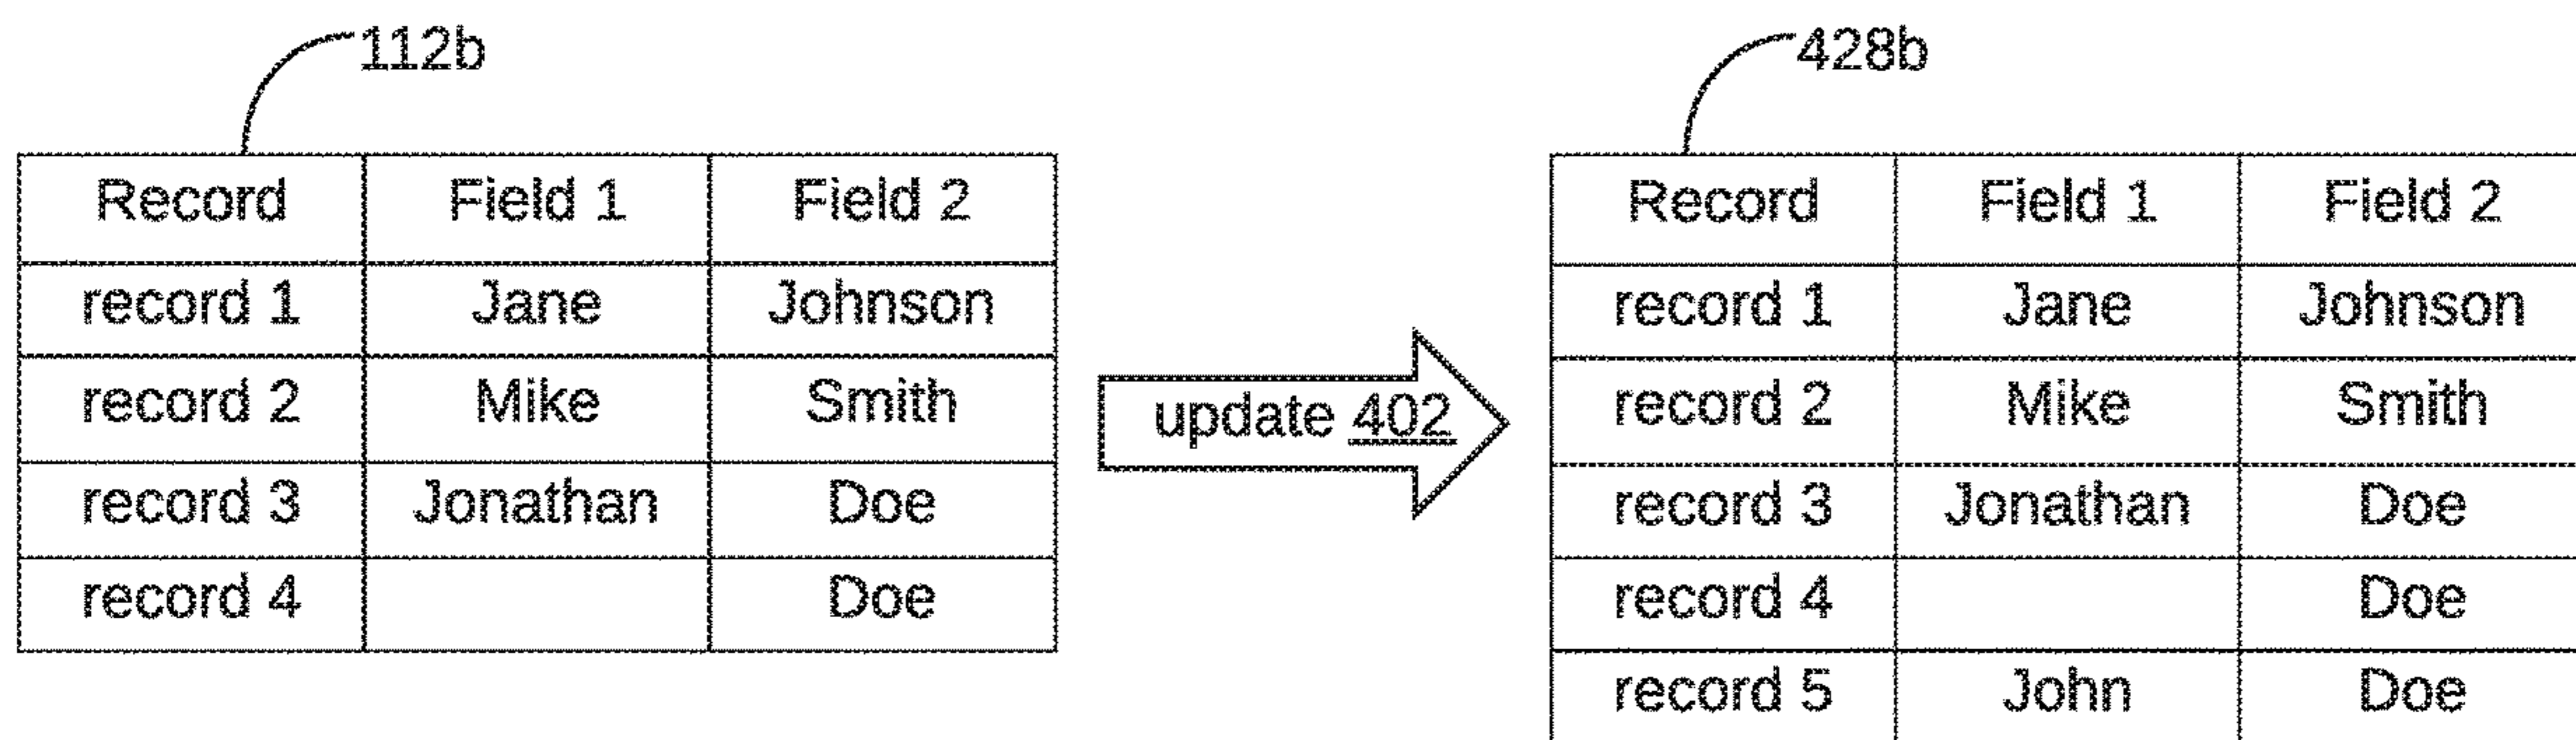 112b
Record Field 1 Field 2
record 1 Jane Johnson
record 2 Mike Smith
record 3 Jonathan Doe
record 4 Doe
update 402
428b
Record Field 1 Field 2
record 1 Jane Johnson
record 2 Mike Smith
record 3 Jonathan Doe
record 4 Doe
record 5 John Doe